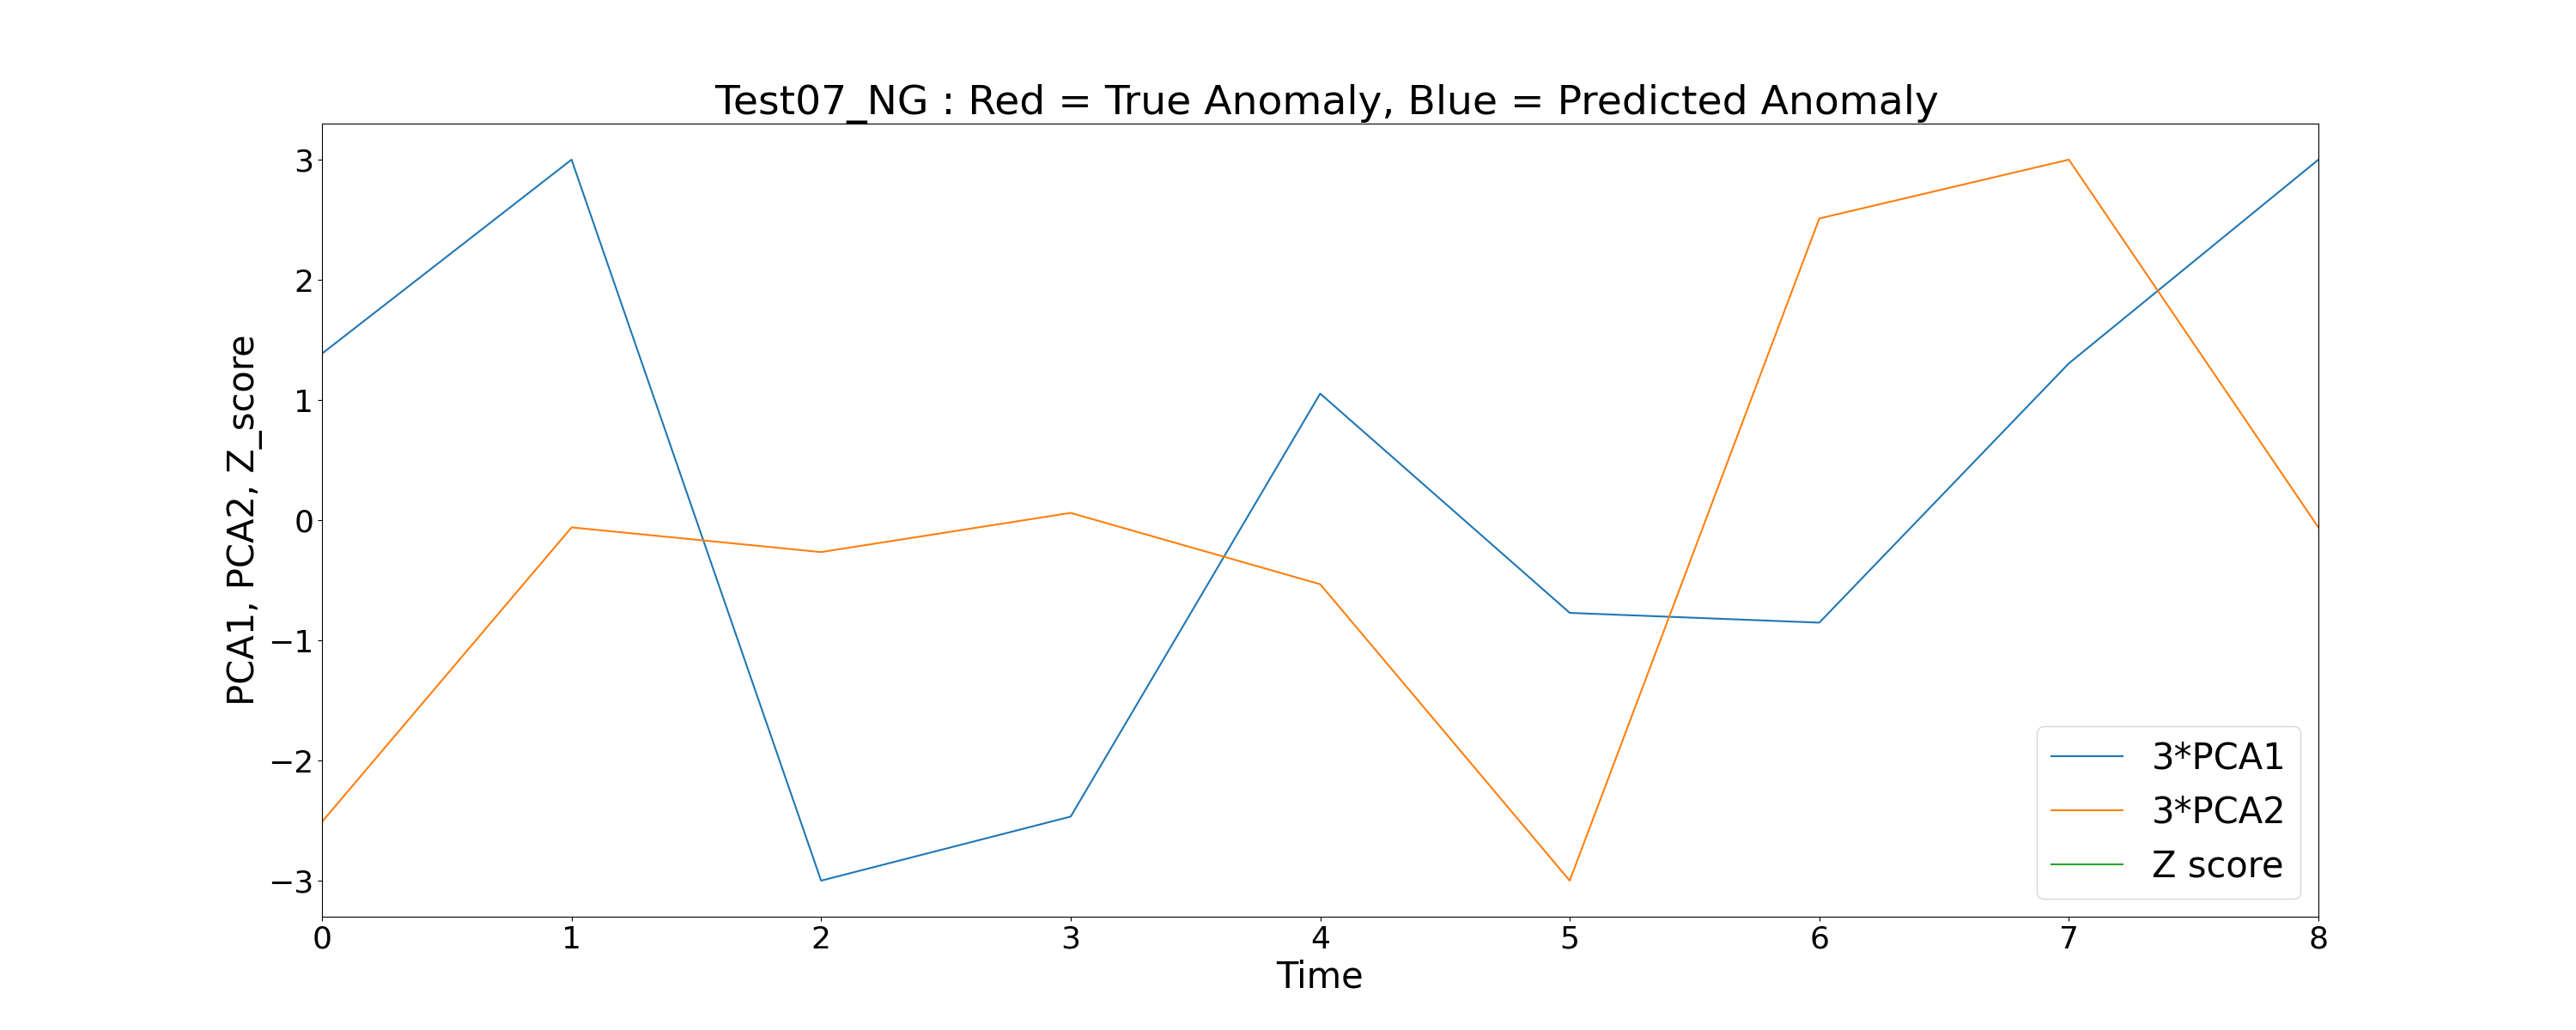 Test07_NG : Red = True Anomaly, Blue = Predicted Anomaly
PCA1, PCA2, Z_score
3
2
1
0
−1
−2
−3
3*PCA1
3*PCA2
Z score
0 1 2 3 4 5 6 7 8
Time